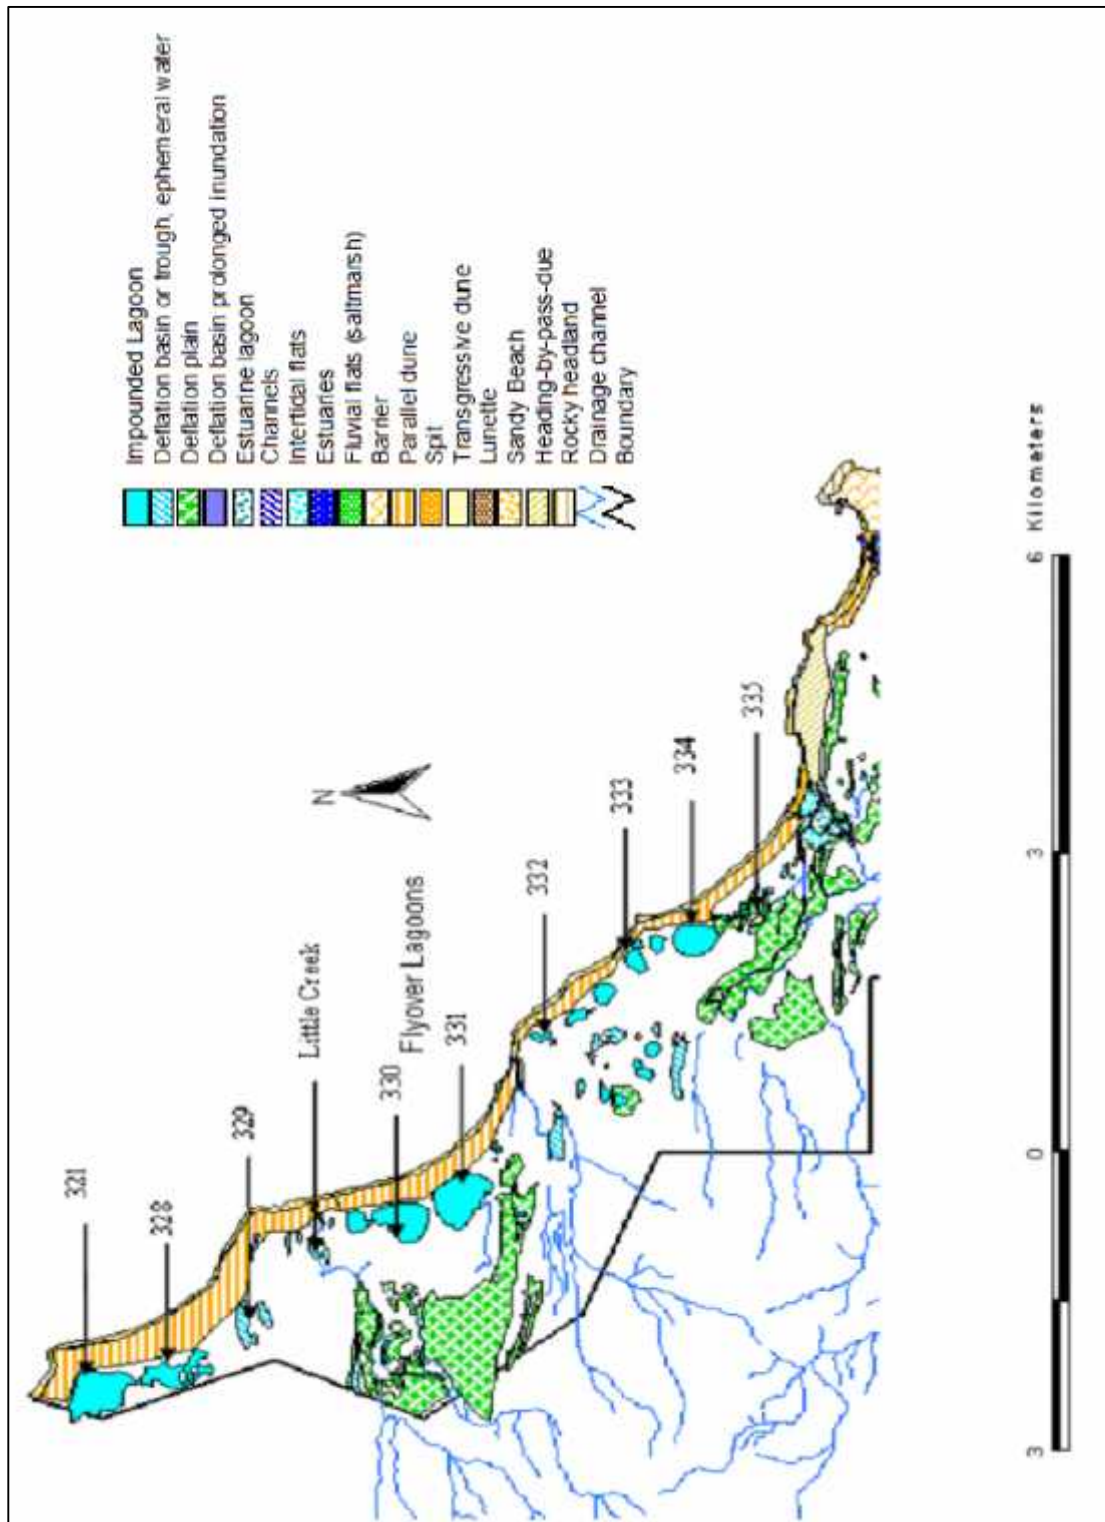 Impounded Lagoon
Deflation basin or trough, ephemeral water
Deflation plain
Deflation basin prolonged inundation
Estuarine lagoon
Channels
Intertidal flats
Estuaries
Fluvial flats (saltmarsh)
Barrier
Parallel dune
Spit
Transgressive dune
Lunette
Sandy Beach
Heading-by-pass-due
Rocky headland
Drainage channel
Boundary
N
321
328
329
Little Creek
330
Flyover Lagoons
331
332
333
334
335
3 0 3 6 Kilometers